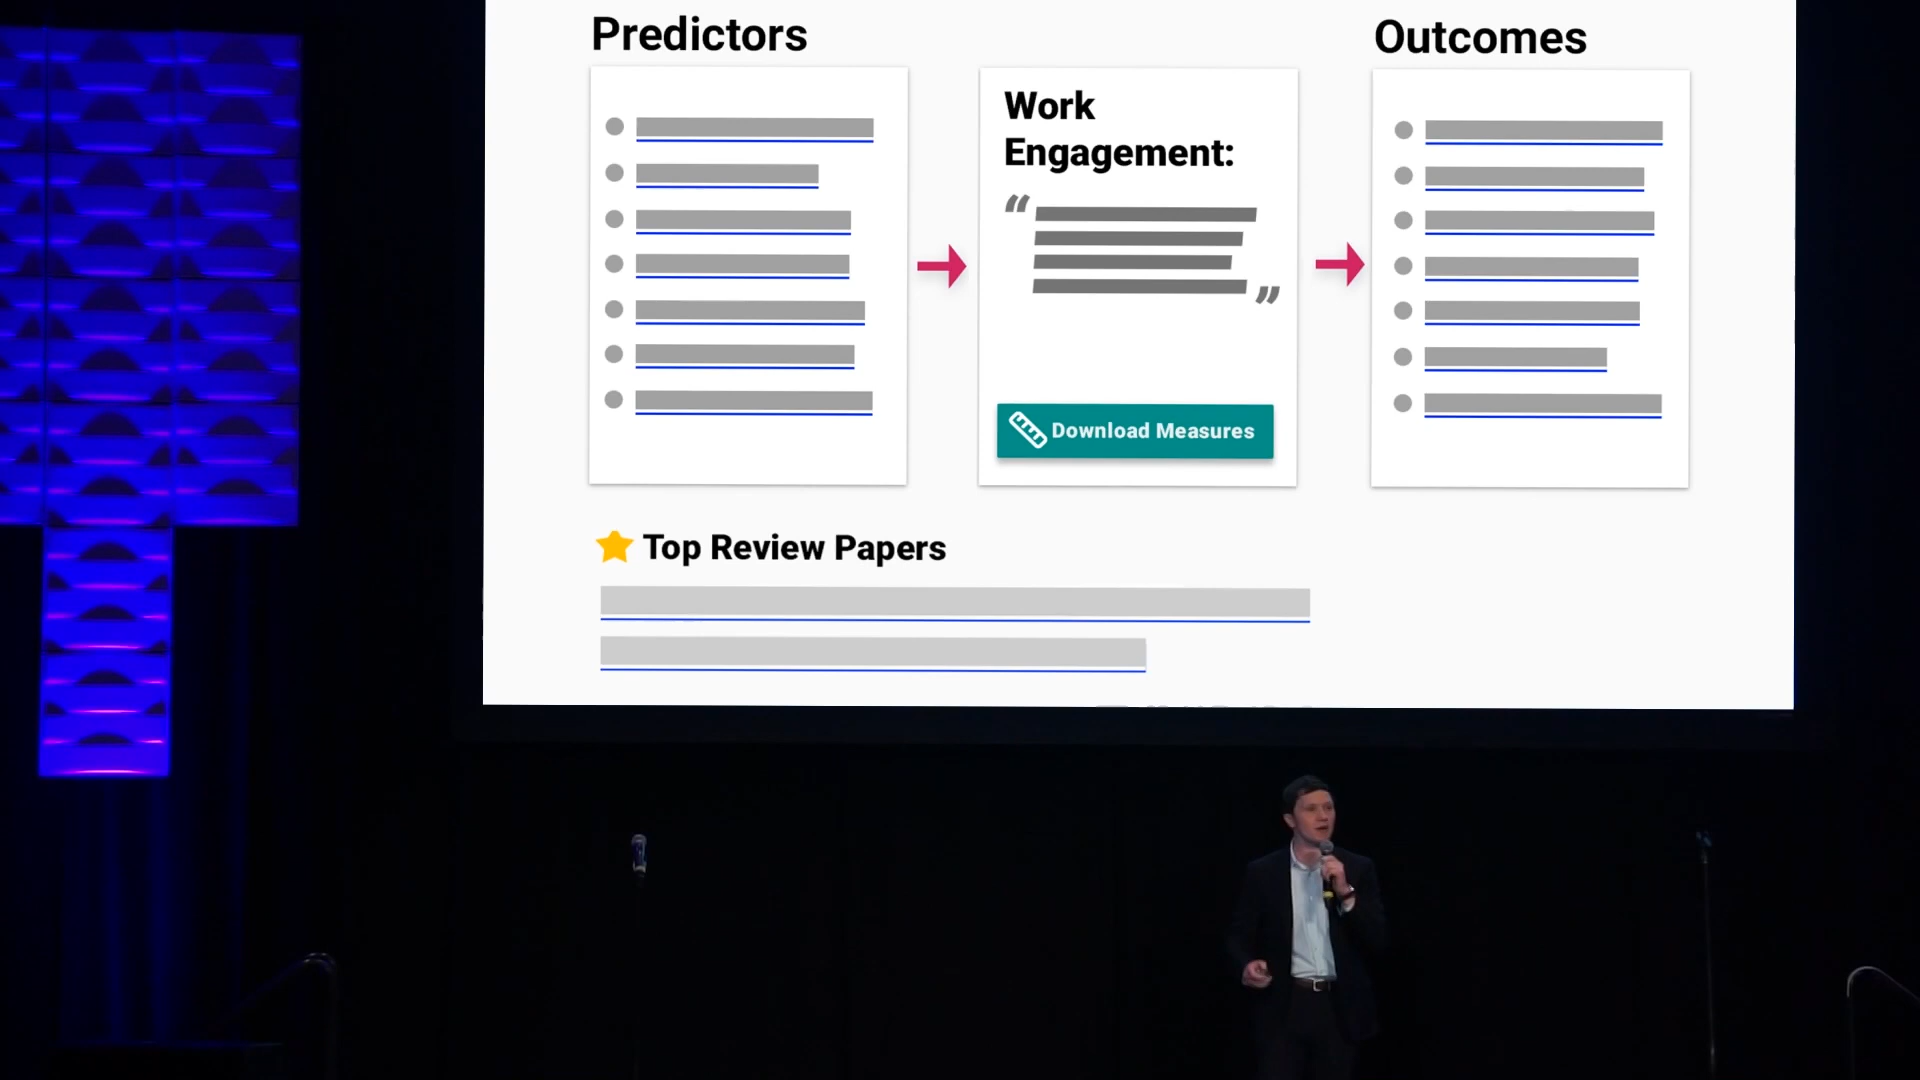 Predictors
Outcomes
Work
Engagement:
“
”
Download Measures
Top Review Papers